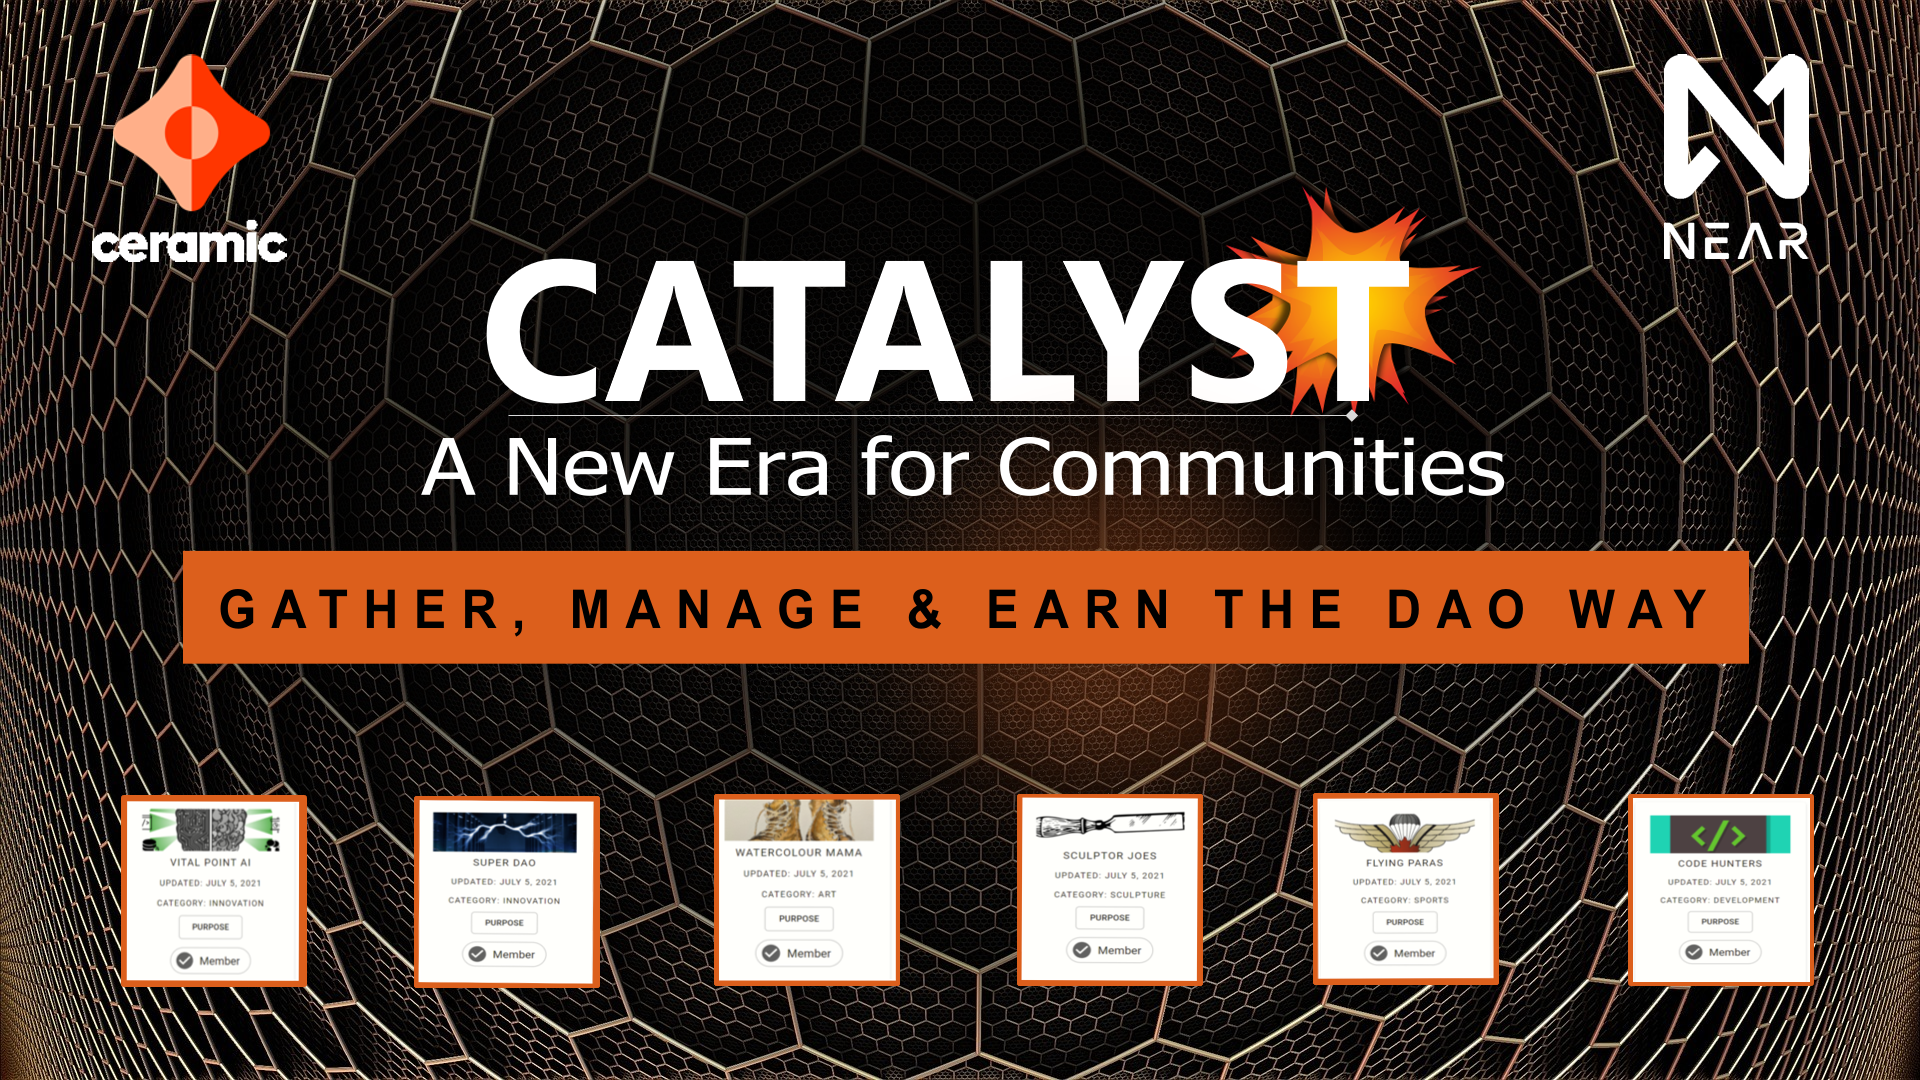 ceramic
NEAR
CATALYST
A New Era for Communities
GATHER, MANAGE & EARN THE DAO WAY
VITAL POINT AI
UPDATED: JULY 5, 2021
CATEGORY: INNOVATION
PURPOSE
Member
SUPER DAO
UPDATED: JULY 5, 2021
CATEGORY: INNOVATION
PURPOSE
Member
WATERCOLOUR MAMA
UPDATED: JULY 5, 2021
CATEGORY: ART
PURPOSE
Member
SCULPTOR JOES
UPDATED: JULY 5, 2021
CATEGORY: SCULPTURE
PURPOSE
Member
FLYING PARAS
UPDATED: JULY 5, 2021
CATEGORY: SPORTS
PURPOSE
Member
</>
CODE HUNTERS
UPDATED: JULY 5, 2021
CATEGORY: DEVELOPMENT
PURPOSE
Member